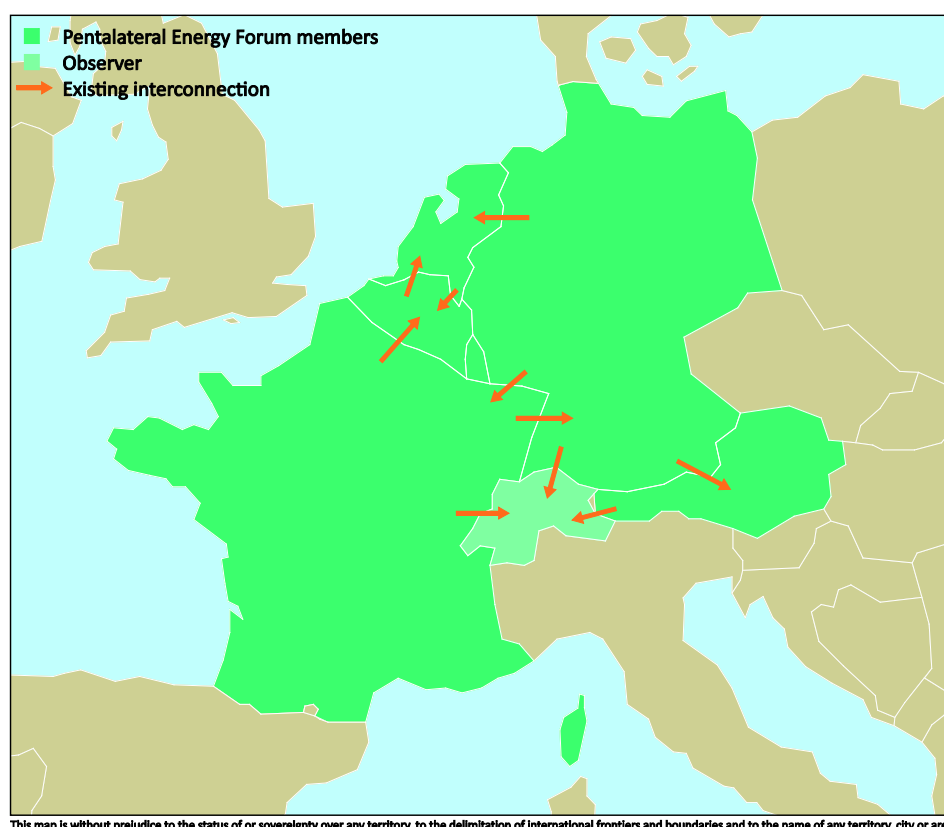 Pentalateral Energy Forum members
Observer
Existing interconnection
This map is without prejudice to the status of or sovereignty over any territory, to the delimitation of international frontiers and boundaries and to the name of any territory, city or